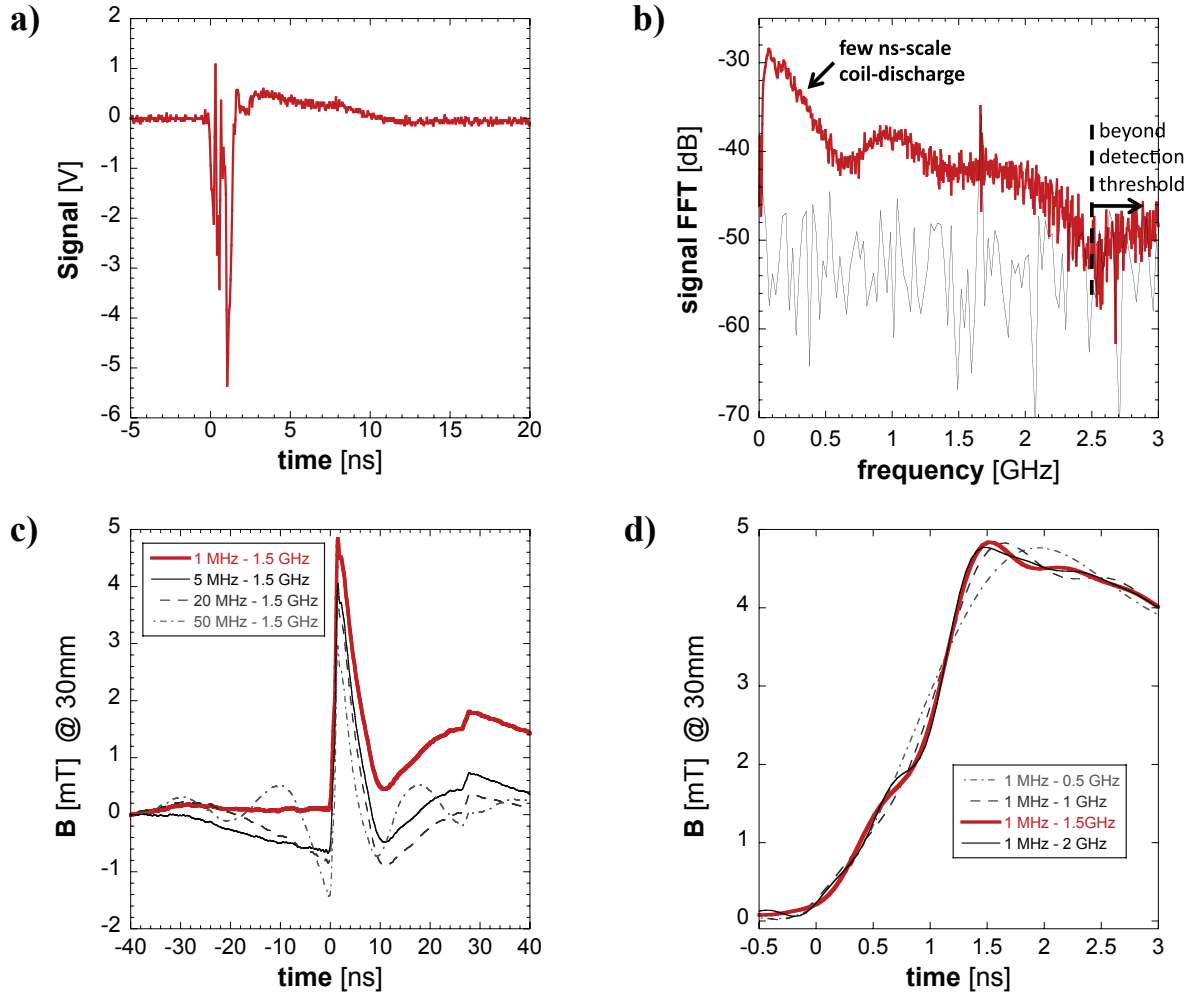 a)
Signal [V]
2
1
0
-1
-2
-3
-4
-5
-6
-5
0
5
10
15
20
time [ns]
b)
signal FFT [dB]
-30
-40
-50
-60
-70
few ns-scale
coil-discharge
beyond
detection
threshold
0
0.5
1
1.5
2
2.5
3
frequency [GHz]
c)
B [mT] @ 30mm
5
4
3
2
1
0
-1
-2
1 MHz - 1.5 GHz
5 MHz - 1.5 GHz
20 MHz - 1.5 GHz
50 MHz - 1.5 GHz
-40
-30
-20
-10
0
10
20
30
40
time [ns]
d)
B [mT] @ 30mm
5
4
3
2
1
0
1 MHz - 0.5 GHz
1 MHz - 1 GHz
1 MHz - 1.5GHz
1 MHz - 2 GHz
-0.5
0
0.5
1
1.5
2
2.5
3
time [ns]